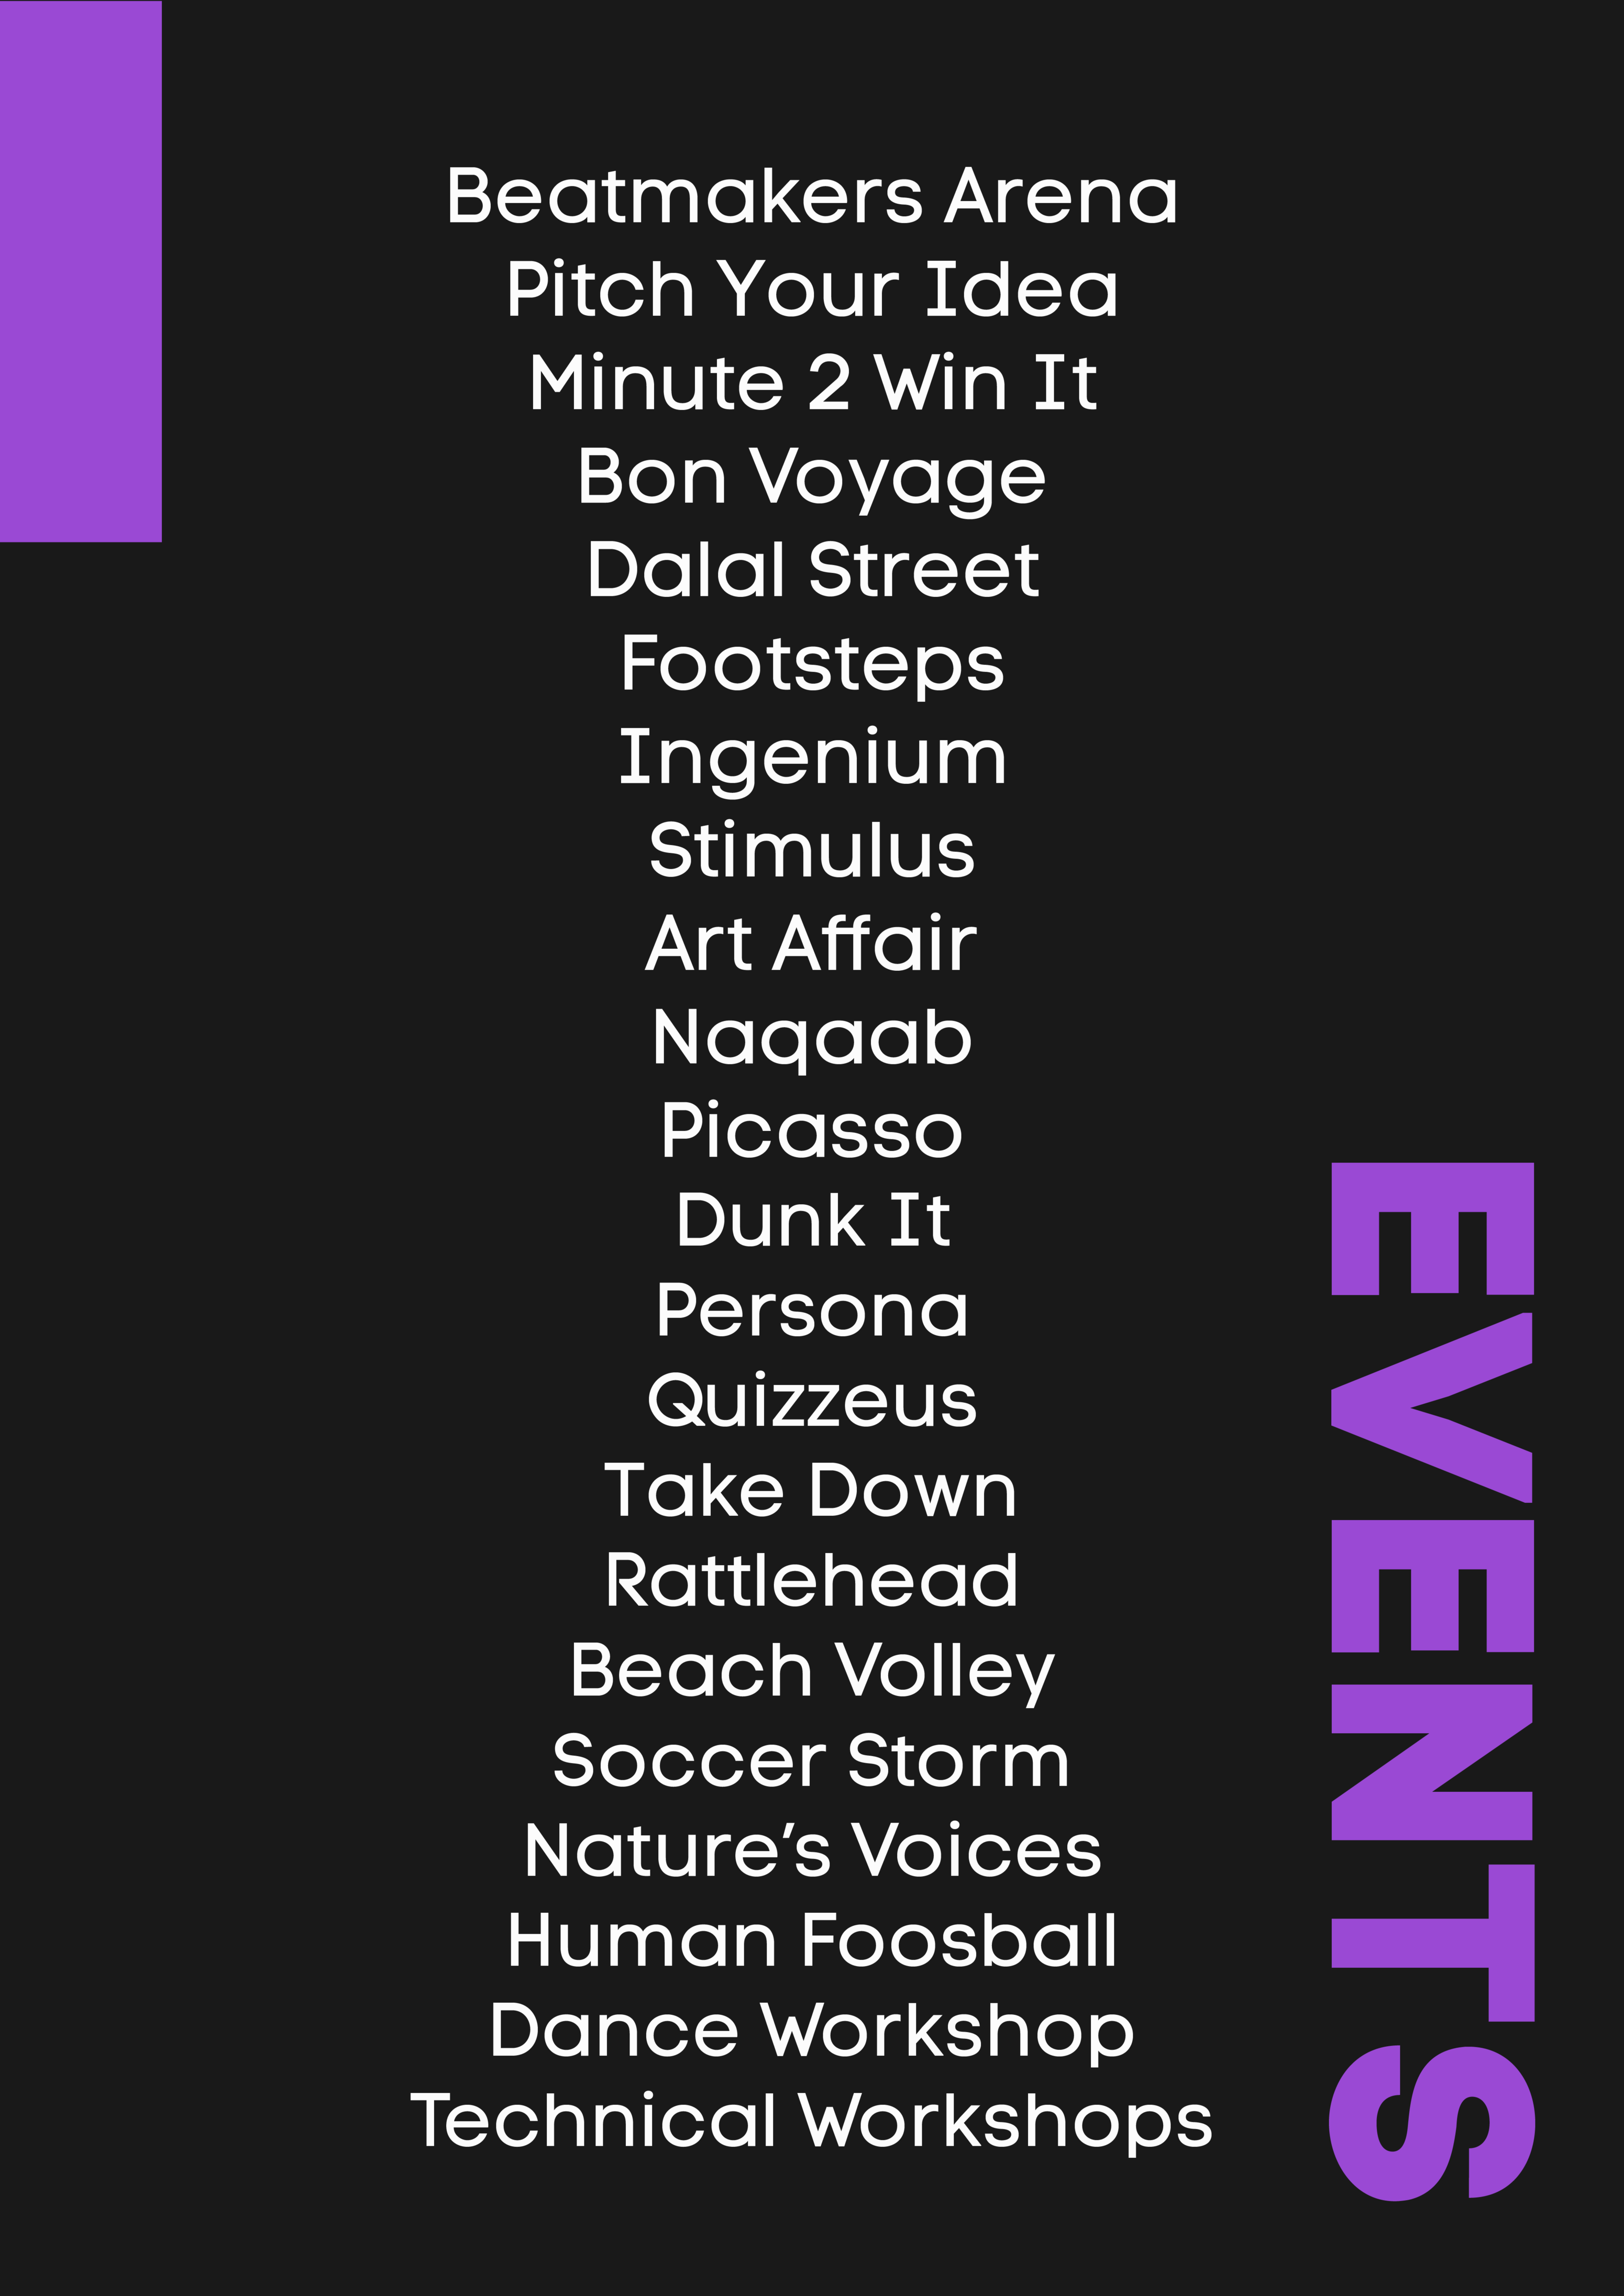 Beatmakers Arena
Pitch Your Idea
Minute 2 Win It
Bon Voyage
Dalal Street
Footsteps
Ingenium
Stimulus
Art Affair
Naqaab
Picasso
Dunk It
Persona
Quizzeus
Take Down
Rattlehead
Beach Volley
Soccer Storm
Nature’s Voices
Human Foosball
Dance Workshop
Technical Workshops
EVENTS